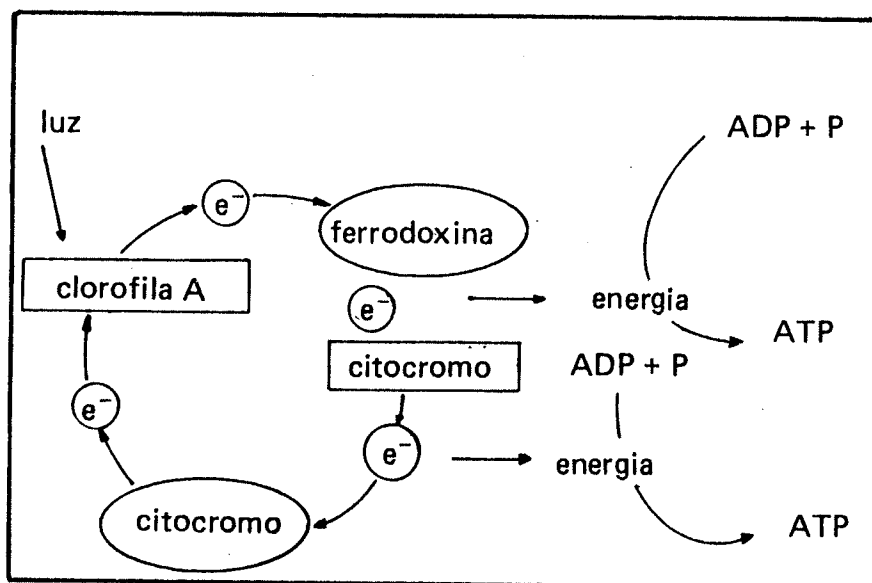 luz
ADP + P
e⁻
ferrodoxina
clorofila A
e⁻
energia
ATP
citocromo
ADP + P
e⁻
e⁻
energia
citocromo
ATP